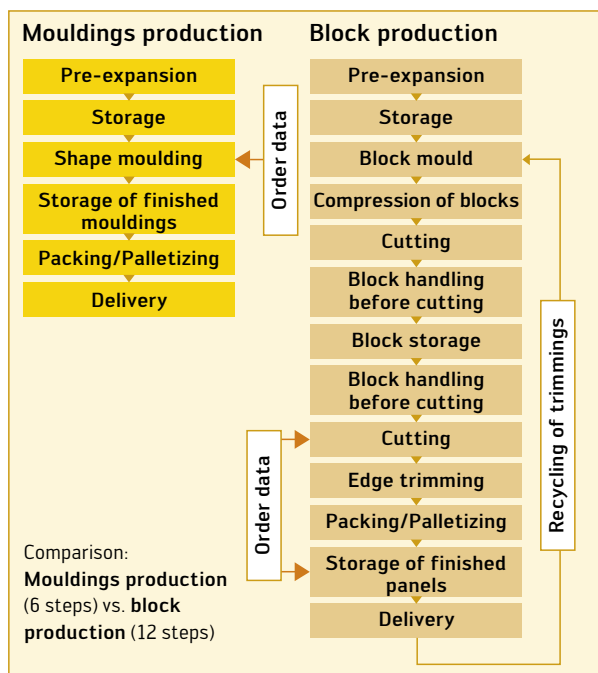 Mouldings production
Pre-expansion
Storage
Shape moulding
Storage of finished
mouldings
Packing/Palletizing
Delivery
Order data
Block production
Pre-expansion
Storage
Block mould
Compression of blocks
Cutting
Block handling
before cutting
Block storage
Block handling
before cutting
Cutting
Edge trimming
Packing/Palletizing
Storage of finished
panels
Delivery
Order data
Recycling of trimmings
Comparison:
Mouldings production
(6 steps) vs. block
production (12 steps)